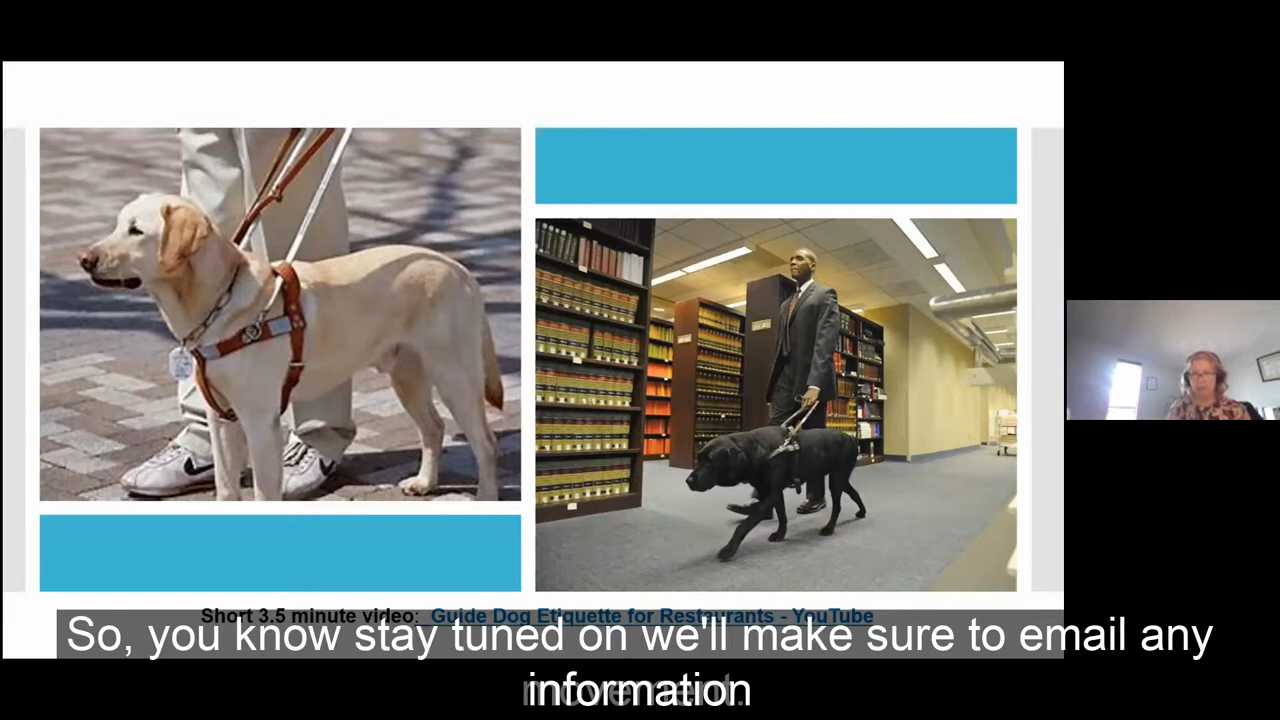 Short 3.5 minute video: Guide Dog Etiquette for Restaurants - YouTube
So, you know stay tuned on we'll make sure to email any
information